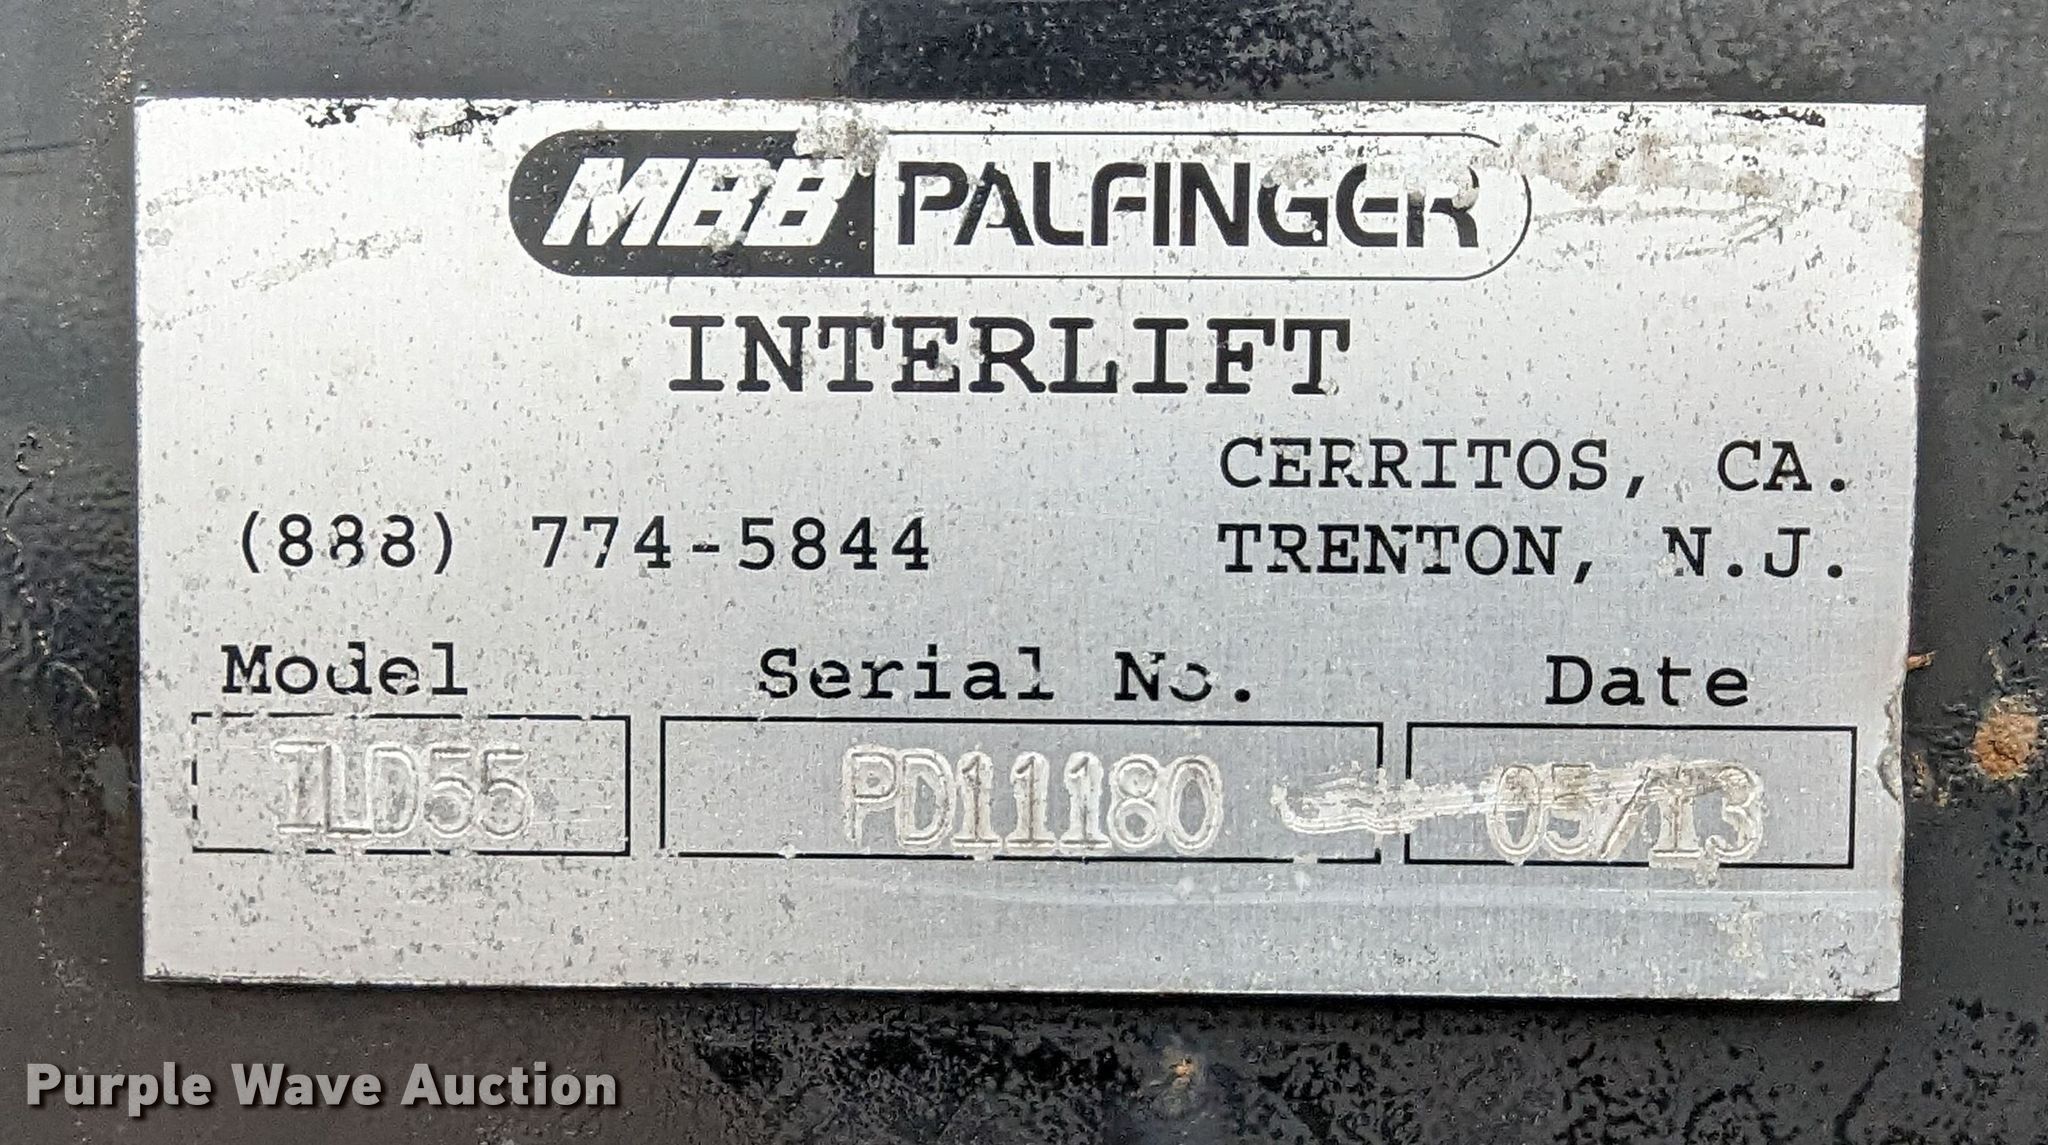 MBB PALFINGER
INTERLIFT
CERRITOS, CA.
(888) 774-5844 TRENTON, N.J.
Model Serial No. Date
ILD55 PD11180 05/13
Purple Wave Auction